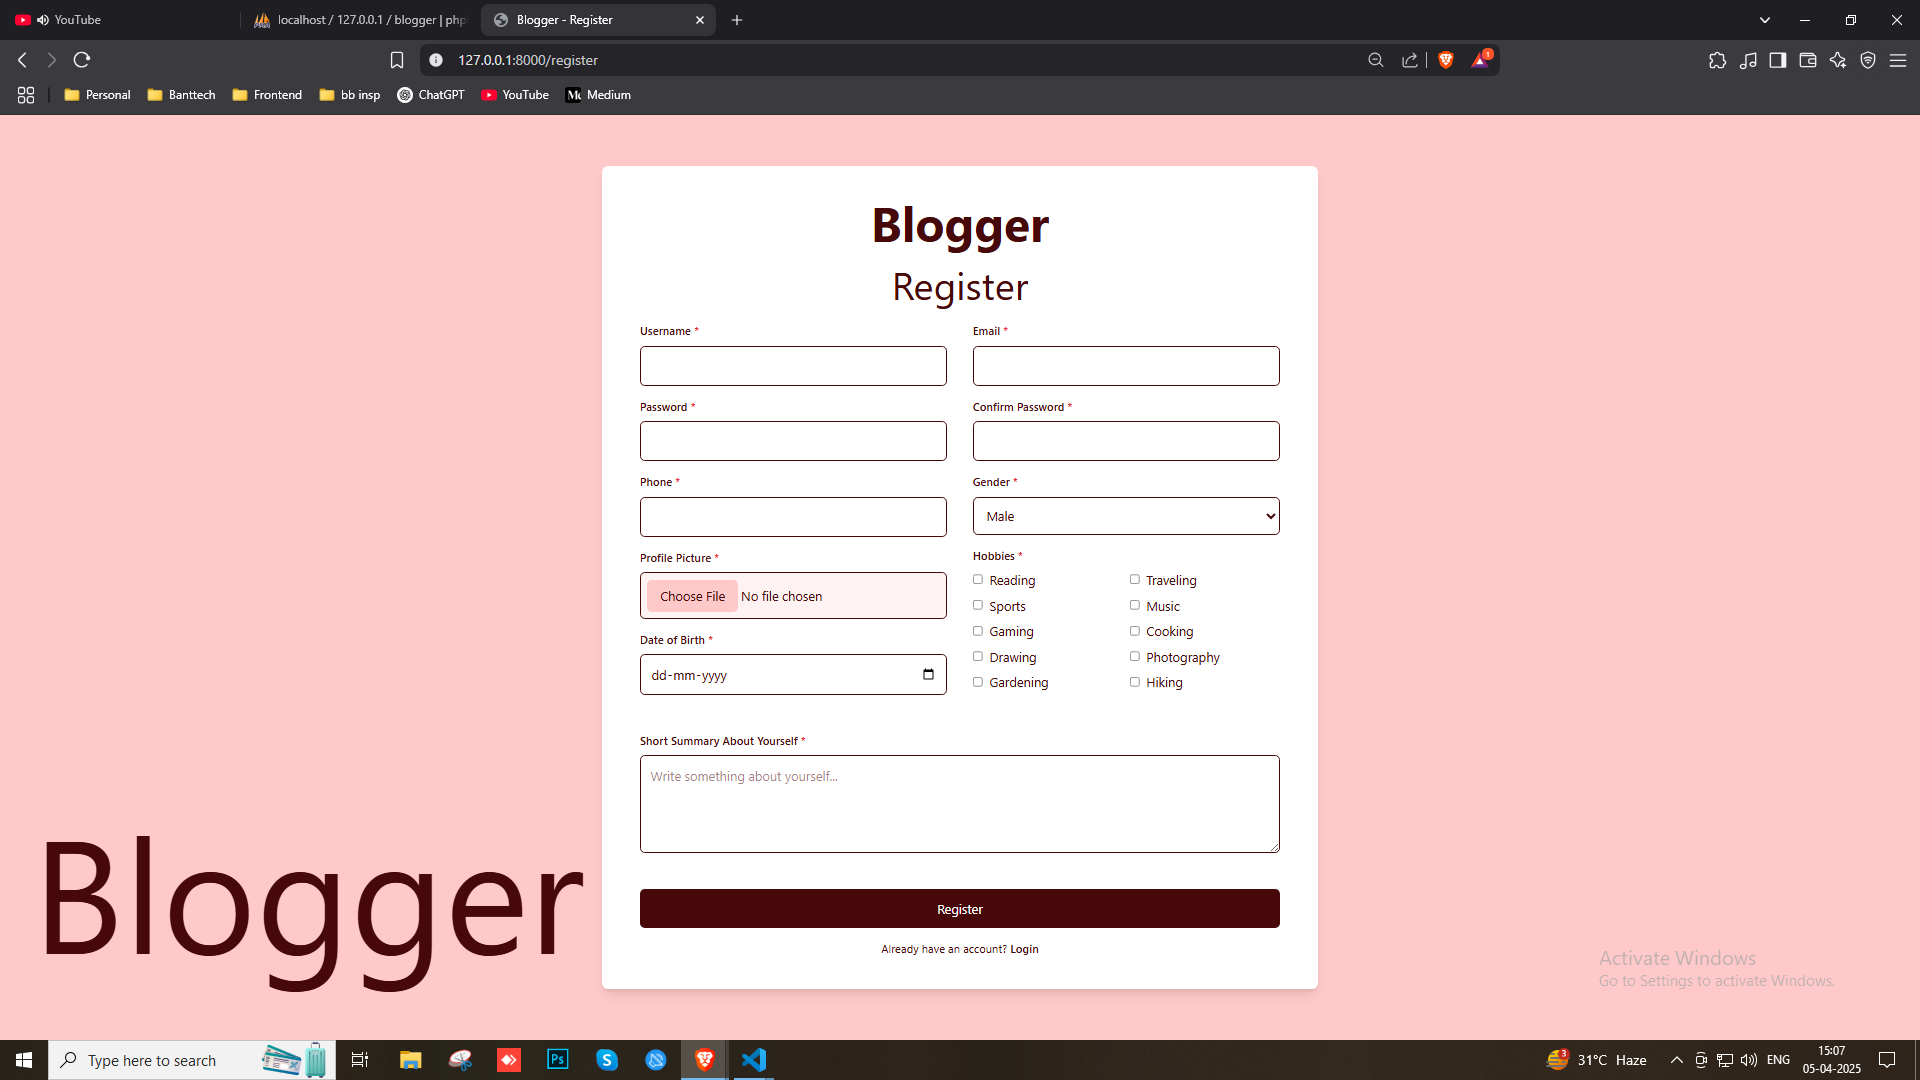 YouTube
localhost / 127.0.0.1 / blogger | php
Blogger - Register
127.0.0.1:8000/register
1
Personal
Banttech
Frontend
bb insp
ChatGPT
YouTube
Medium
Blogger
Register
Username *
Email *
Password *
Confirm Password *
Phone *
Gender *
Male
Profile Picture *
Choose File No file chosen
Hobbies *
Reading
Traveling
Sports
Music
Gaming
Cooking
Drawing
Photography
Gardening
Hiking
Date of Birth *
dd-mm-yyyy
Short Summary About Yourself *
Write something about yourself...
Register
Already have an account? Login
Blogger
Activate Windows
Go to Settings to activate Windows.
Type here to search
Ps
3
31°C Haze
ENG
15:07
05-04-2025